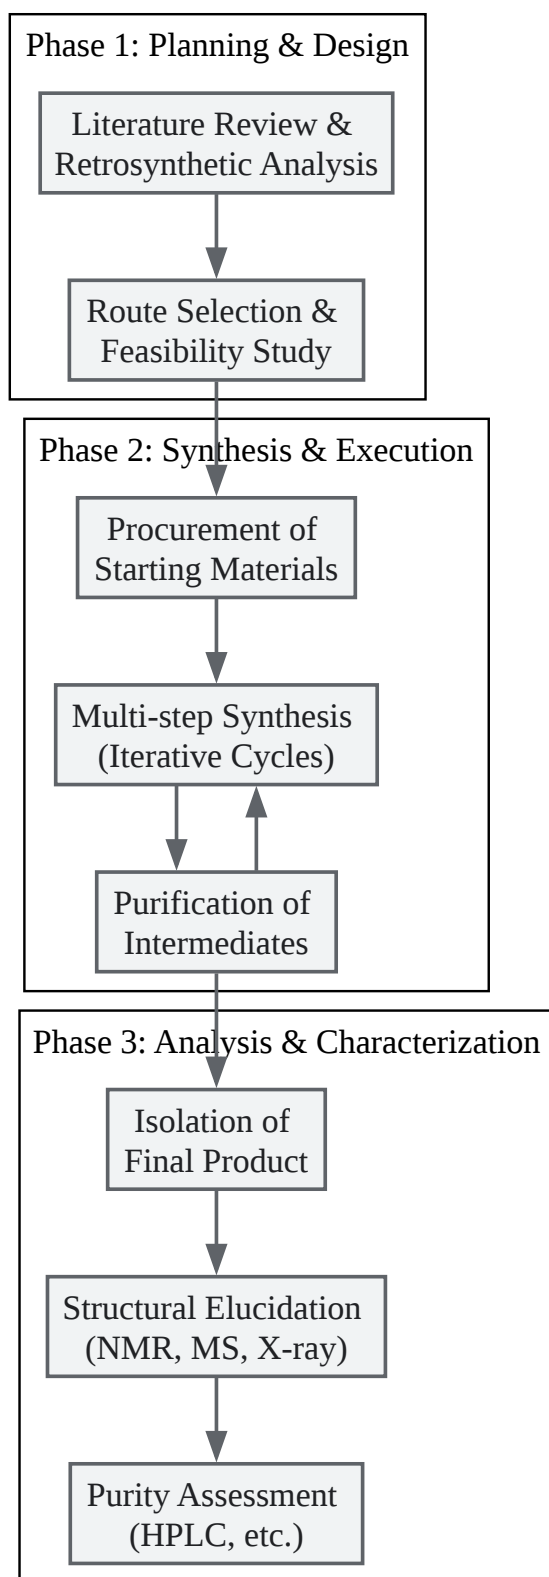 Phase 1: Planning & Design
Literature Review &
Retrosynthetic Analysis
Route Selection &
Feasibility Study
Phase 2: Synthesis & Execution
Procurement of
Starting Materials
Multi-step Synthesis
(Iterative Cycles)
Purification of
Intermediates
Phase 3: Analysis & Characterization
Isolation of
Final Product
Structural Elucidation
(NMR, MS, X-ray)
Purity Assessment
(HPLC, etc.)